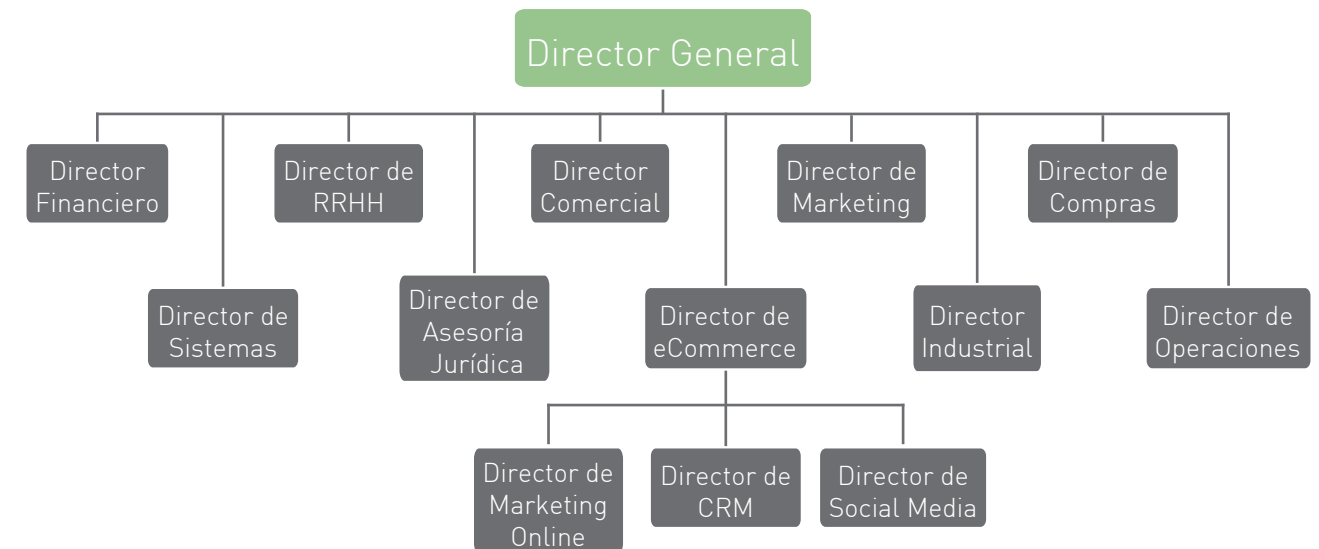 Director General
Director
Financiero
Director de
RRHH
Director
Comercial
Director de
Marketing
Director de
Compras
Director de
Sistemas
Director de
Asesoría
Jurídica
Director de
eCommerce
Director
Industrial
Director de
Operaciones
Director de
Marketing
Online
Director de
CRM
Director de
Social Media